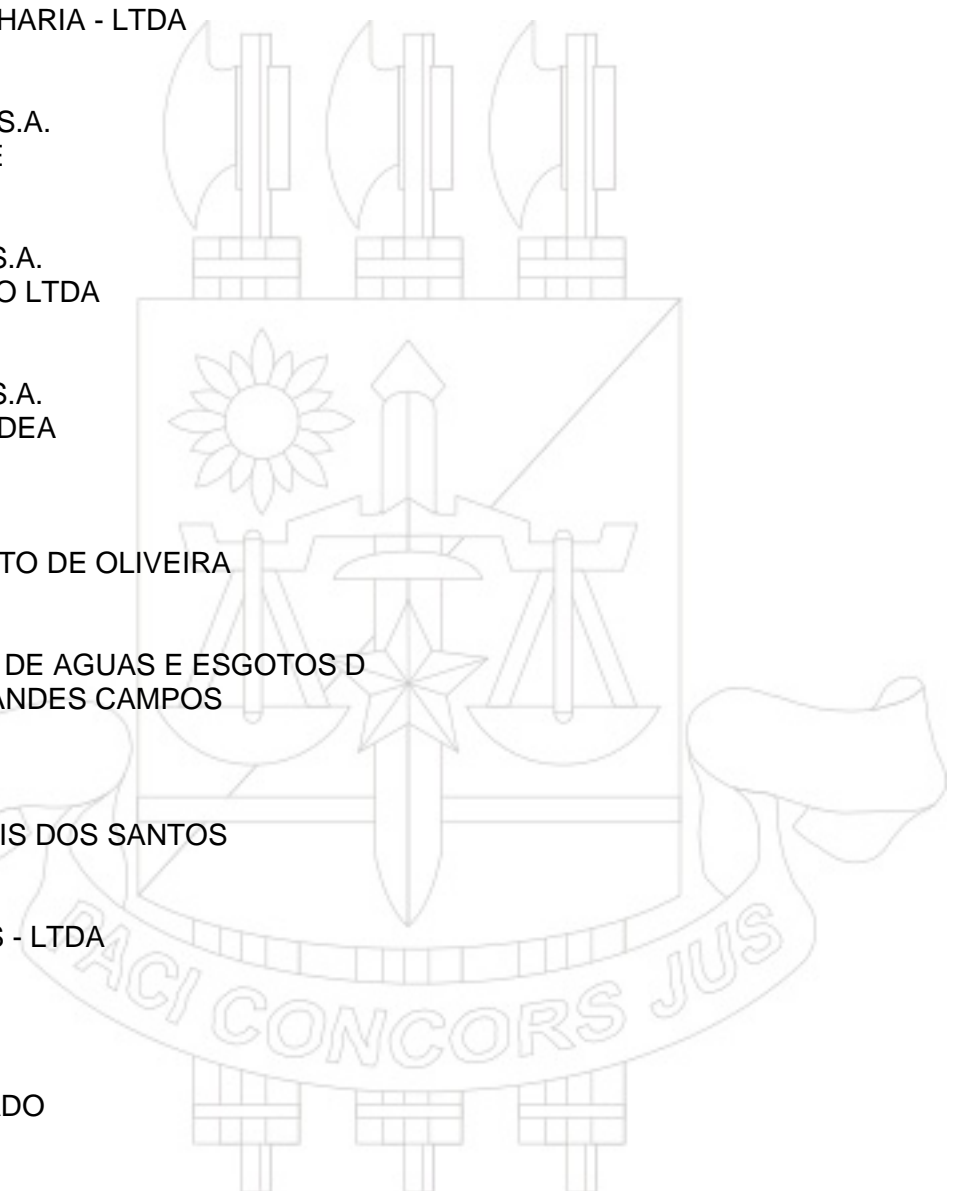 HARIA - LTDA
S.A.
E
S.A.
O LTDA
S.A.
DEA
TO DE OLIVEIRA
DE AGUAS E ESGOTOS D
ANDES CAMPOS
IS DOS SANTOS
S - LTDA
PACI CONCORS JUS
ADO